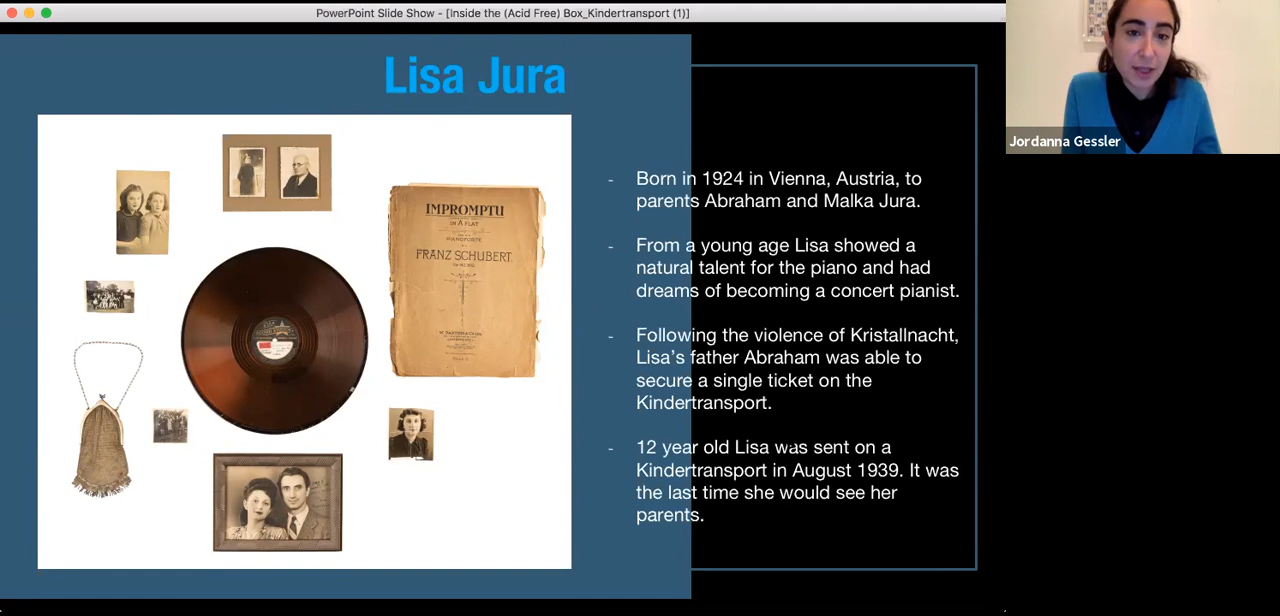 PowerPoint Slide Show - [Inside the (Acid Free) Box_Kindertransport (1)]
Lisa Jura
IMPROMPTU
IN A FLAT
PIANOFORTE
FRANZ SCHUBERT.
- Born in 1924 in Vienna, Austria, to
parents Abraham and Malka Jura.
- From a young age Lisa showed a
natural talent for the piano and had
dreams of becoming a concert pianist.
- Following the violence of Kristallnacht,
Lisa's father Abraham was able to
secure a single ticket on the
Kindertransport.
- 12 year old Lisa was sent on a
Kindertransport in August 1939. It was
the last time she would see her
parents.
Jordanna Gessler